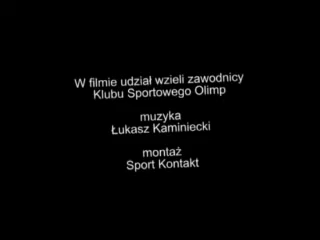 W filmie udział wzieli zawodnicy
Klubu Sportowego Olimp
muzyka
Łukasz Kaminiecki
montaż
Sport Kontakt